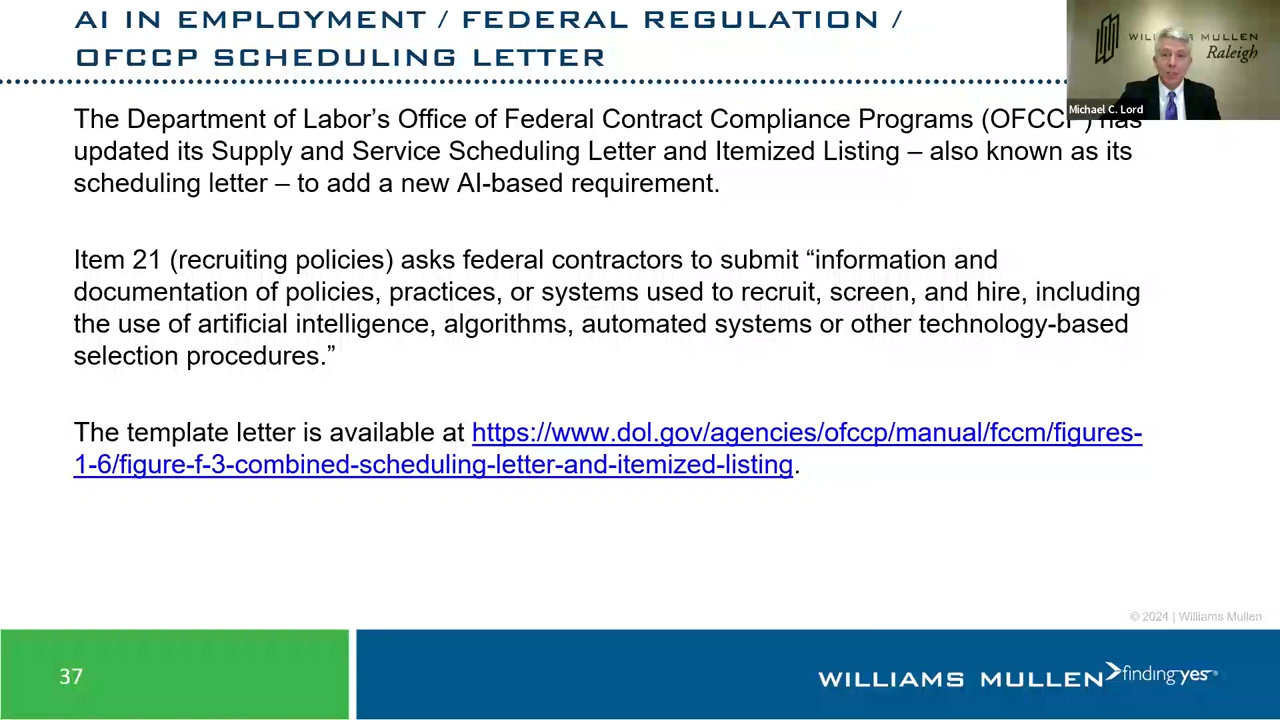 AI IN EMPLOYMENT / FEDERAL REGULATION /
OFCCP SCHEDULING LETTER
WILLIAMS MULLEN
Raleigh
Michael C. Lord
The Department of Labor’s Office of Federal Contract Compliance Programs (OFCCP) has
updated its Supply and Service Scheduling Letter and Itemized Listing – also known as its
scheduling letter – to add a new AI-based requirement.
Item 21 (recruiting policies) asks federal contractors to submit “information and
documentation of policies, practices, or systems used to recruit, screen, and hire, including
the use of artificial intelligence, algorithms, automated systems or other technology-based
selection procedures.”
The template letter is available at https://www.dol.gov/agencies/ofccp/manual/fccm/figures-
1-6/figure-f-3-combined-scheduling-letter-and-itemized-listing.
© 2024 | Williams Mullen
37
WILLIAMS MULLEN finding yes®